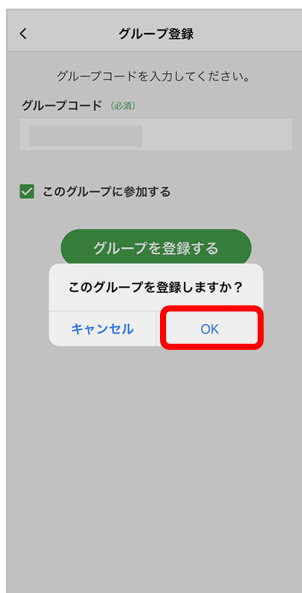 グループ登録
グループコードを入力してください。
グループコード （必須）
このグループに参加する
グループを登録する
このグループを登録しますか？
キャンセル OK